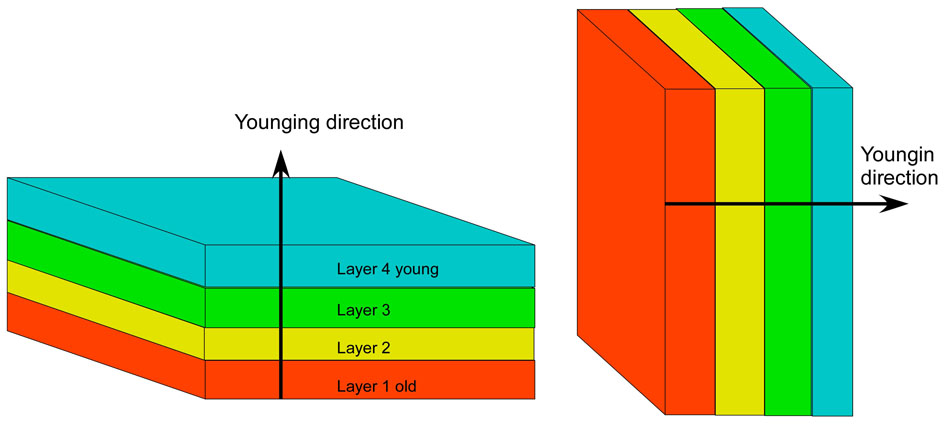 Younging direction
Layer 4 young
Layer 3
Layer 2
Layer 1 old
Youngin
direction